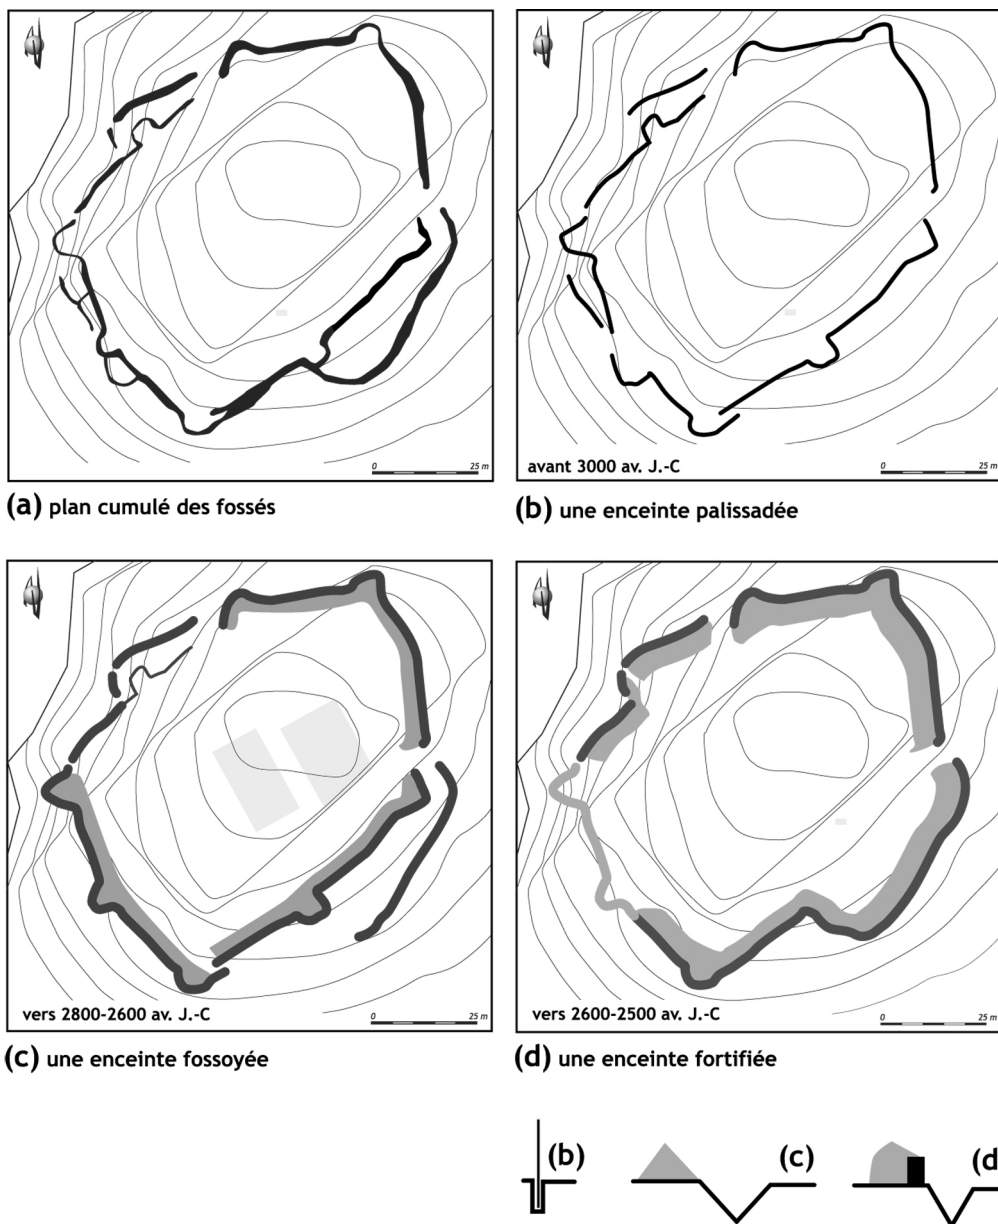 0 25 m
(a) plan cumulé des fossés
avant 3000 av. J.-C
0 25 m
(b) une enceinte palissadée
vers 2800-2600 av. J.-C
0 25 m
(c) une enceinte fossoyée
vers 2600-2500 av. J.-C
0 25 m
(d) une enceinte fortifiée
(b) (c) (d